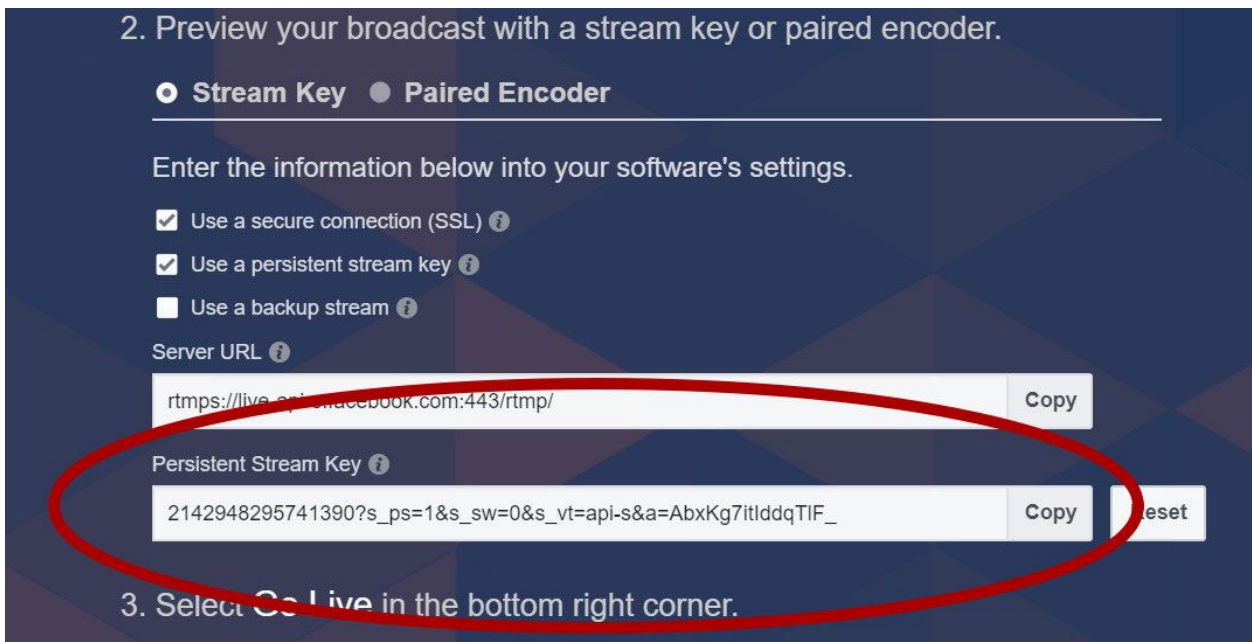 2. Preview your broadcast with a stream key or paired encoder.
Stream Key Paired Encoder
Enter the information below into your software's settings.
Use a secure connection (SSL)
Use a persistent stream key
Use a backup stream
Server URL
rtmps://live-api-s.facebook.com:443/rtmp/ Copy
Persistent Stream Key
2142948295741390?s_ps=1&s_sw=0&s_vt=api-s&a=AbxKg7itIddqTlF_ Copy Reset
3. Select Go Live in the bottom right corner.